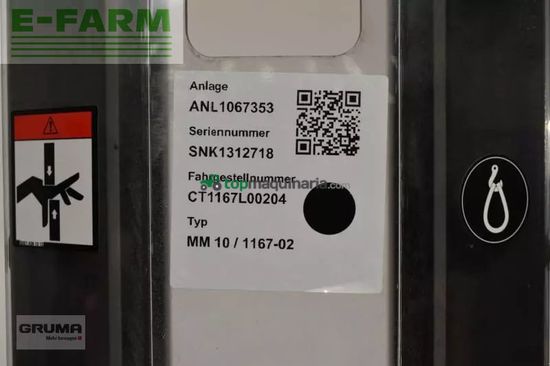 E-FARM
Anlage
ANL1067353
Seriennummer
SNK1312718
Fahrgestellnummer
topmaquinaria.com
CT1167L00204
Typ
MM 10 / 1167-02
GRUMA
Mehr bewegen.